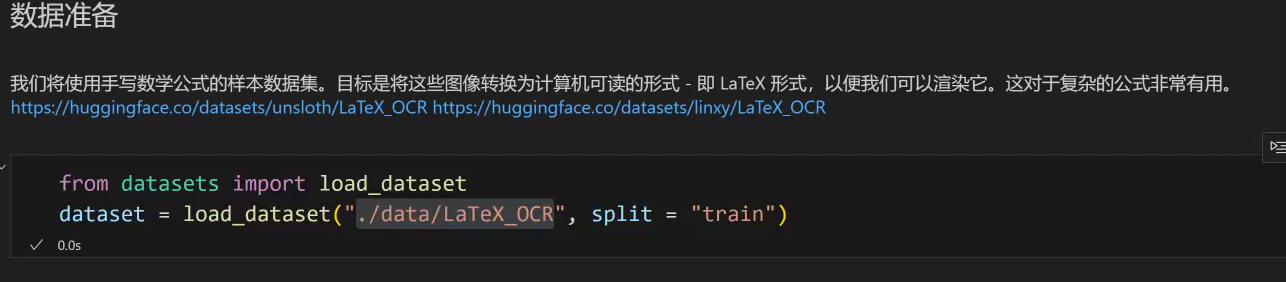 数据准备
我们将使用手写数学公式的样本数据集。目标是将这些图像转换为计算机可读的形式 - 即 LaTeX 形式，以便我们可以渲染它。这对于复杂的公式非常有用。
https://huggingface.co/datasets/unsloth/LaTeX_OCR https://huggingface.co/datasets/linxy/LaTeX_OCR
from datasets import load_dataset
dataset = load_dataset("./data/LaTeX_OCR", split = "train")
0.0s